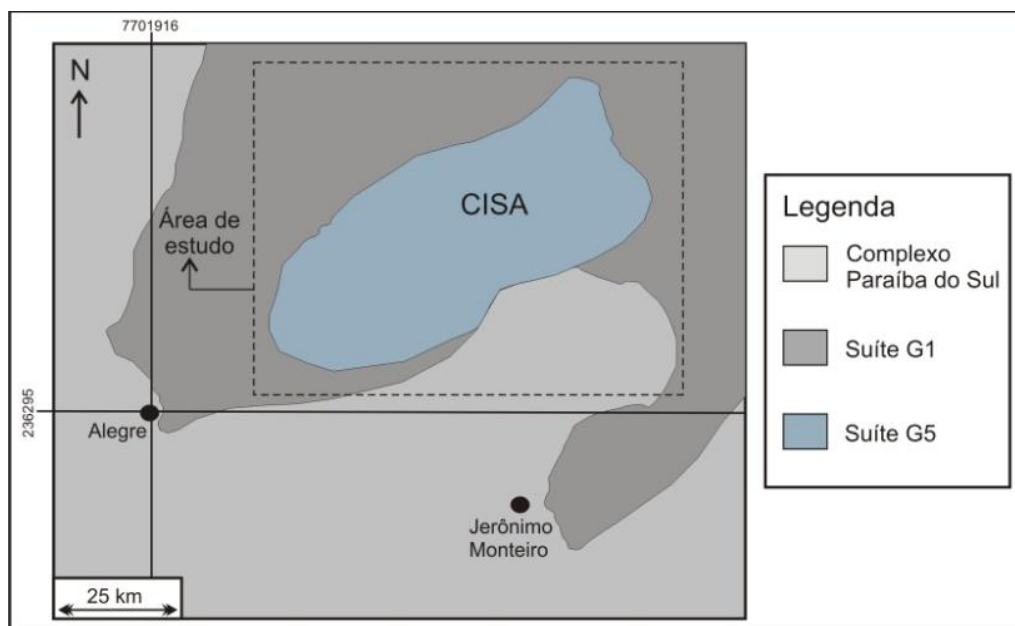 7701916
N
CISA
Área de
estudo
236295
Alegre
Jerônimo
Monteiro
25 km
Legenda
Complexo
Paraíba do Sul
Suíte G1
Suíte G5